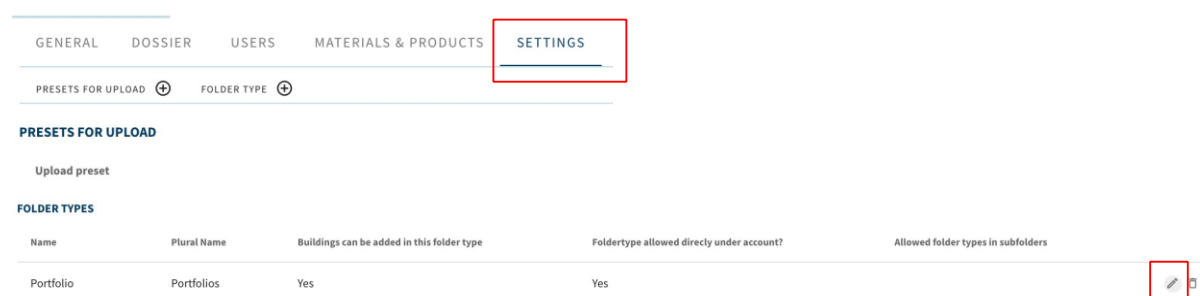 GENERAL DOSSIER USERS MATERIALS & PRODUCTS SETTINGS
PRESETS FOR UPLOAD FOLDER TYPE
PRESETS FOR UPLOAD
Upload preset
FOLDER TYPES
Name Plural Name Buildings can be added in this folder type Foldertype allowed direcly under account? Allowed folder types in subfolders
Portfolio Portfolios Yes Yes